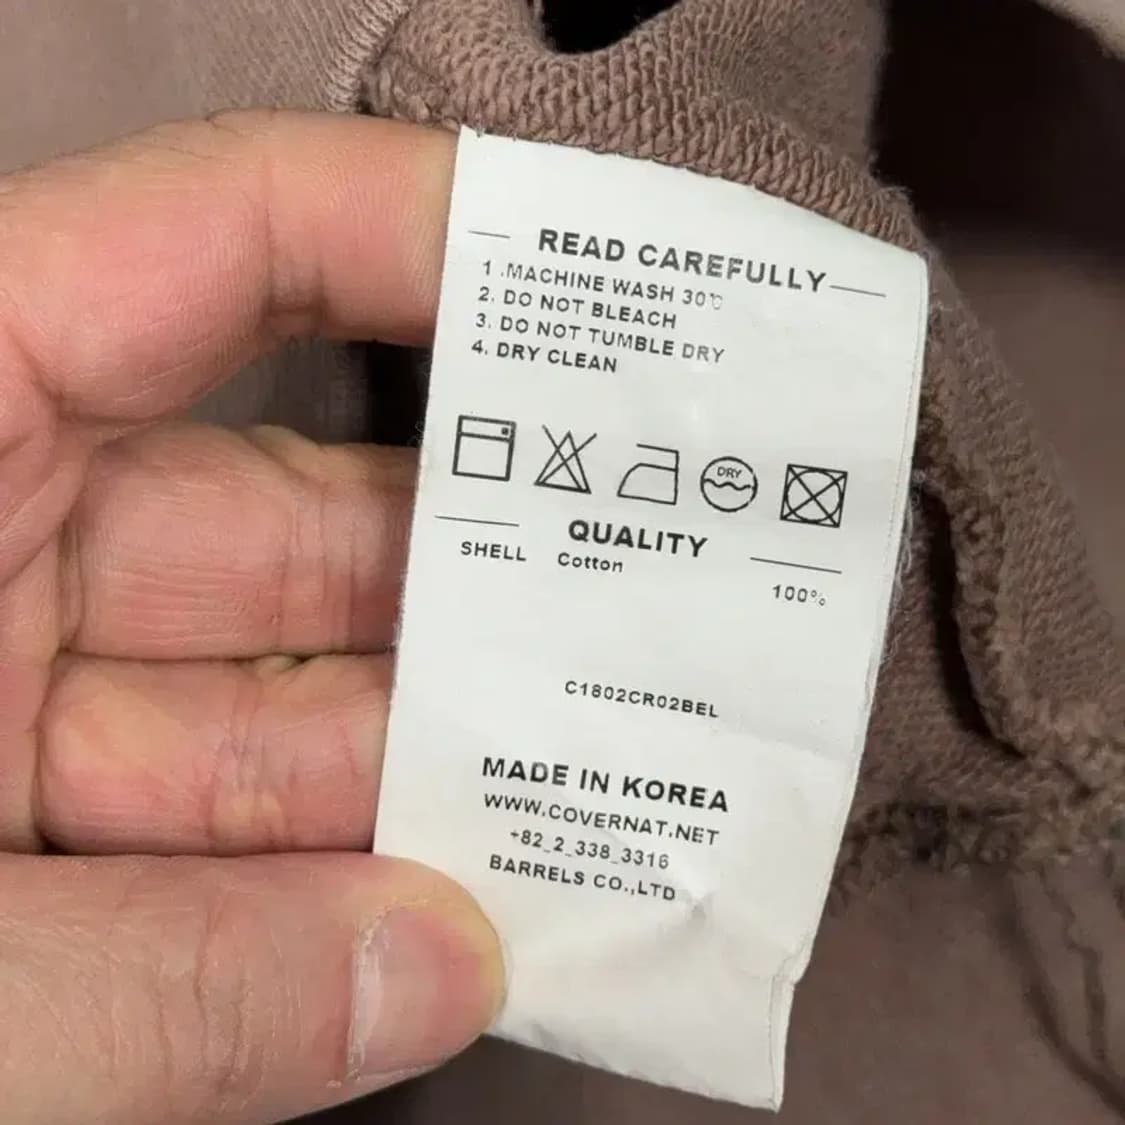 READ CAREFULLY
1 .MACHINE WASH 30℃
2. DO NOT BLEACH
3. DO NOT TUMBLE DRY
4. DRY CLEAN
DRY
QUALITY
SHELL Cotton 100%
C1802CR02BEL
MADE IN KOREA
WWW.COVERNAT.NET
+82_2_338_3316
BARRELS CO.,LTD